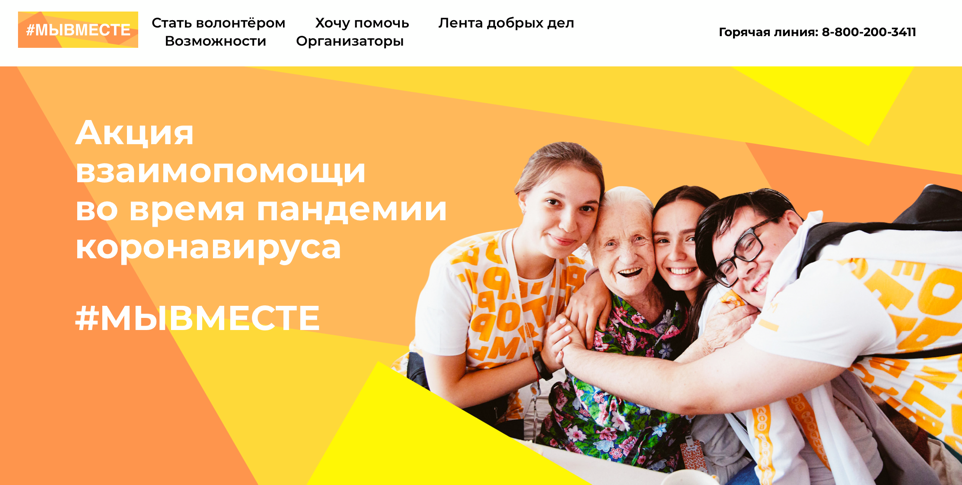 #МЫВМЕСТЕ
Стать волонтёром Хочу помочь Лента добрых дел
Возможности Организаторы
Горячая линия: 8-800-200-3411
Акция
взаимопомощи
во время пандемии
коронавируса
#МЫВМЕСТЕ